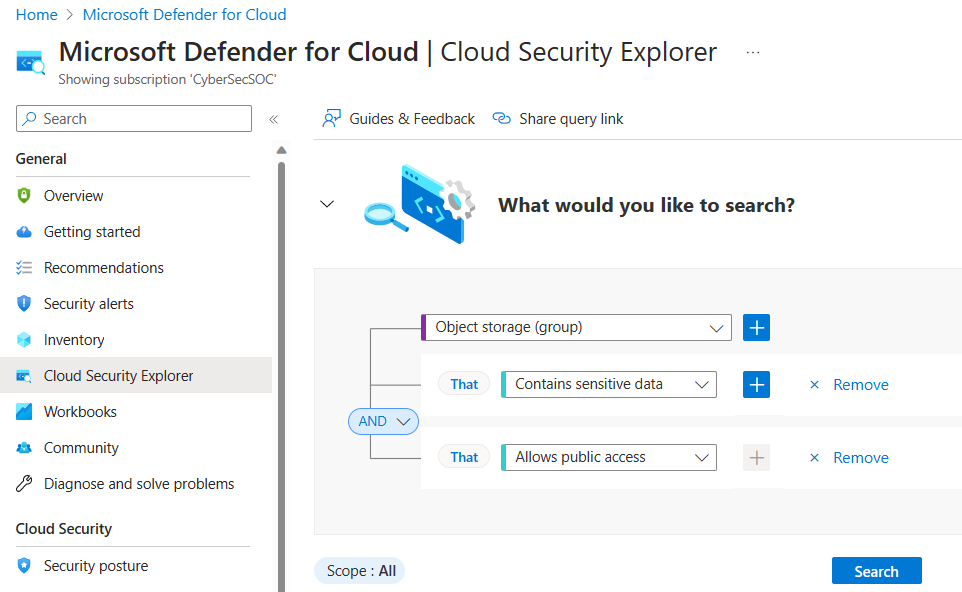 Home > Microsoft Defender for Cloud
Microsoft Defender for Cloud | Cloud Security Explorer ...
Showing subscription 'CyberSecSOC'
Search «
Guides & Feedback Share query link
General
Overview
Getting started
Recommendations
Security alerts
Inventory
Cloud Security Explorer
Workbooks
Community
Diagnose and solve problems
Cloud Security
Security posture
What would you like to search?
Object storage (group)
That Contains sensitive data × Remove
AND
That Allows public access × Remove
Scope : All
Search